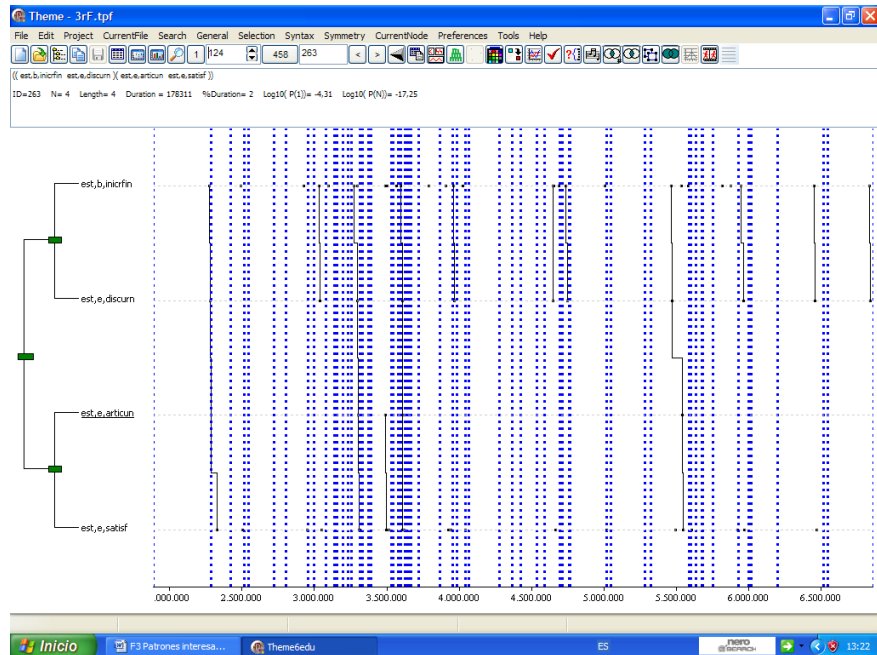 Theme - 3rF.tpf
File Edit Project CurrentFile Search General Selection Syntax Symmetry CurrentNode Preferences Tools Help
1 124 458 263 < >
(( est,b,inicrfin est,e,discurn )( est,e,articun est,e,satisf ))
ID=263 N= 4 Length= 4 Duration = 178311 %Duration= 2 Log10( P(1))= -4,31 Log10( P(N))= -17,25
est,b,inicrfin
est,e,discurn
est,e,articun
est,e,satisf
.000.000 2.500.000 3.000.000 3.500.000 4.000.000 4.500.000 5.000.000 5.500.000 6.000.000 6.500.000
Inicio F3 Patrones interesa... Theme6edu ES nero SEARCH 13:22